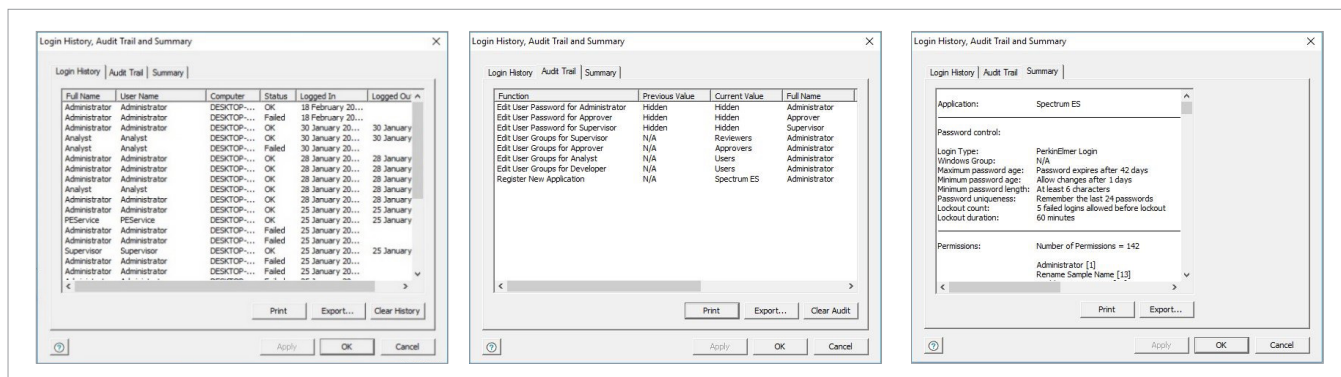 Login History, Audit Trail and Summary
Login History Audit Trail Summary
Full Name User Name Computer Status Logged In Logged Ou
Administrator Administrator DESKTOP-... OK 18 February 20...
Administrator Administrator DESKTOP-... Failed 18 February 20...
Administrator Administrator DESKTOP-... OK 30 January 20... 30 January
Analyst Analyst DESKTOP-... OK 30 January 20... 30 January
Analyst Analyst DESKTOP-... Failed 30 January 20...
Administrator Administrator DESKTOP-... OK 28 January 20... 28 January
Administrator Administrator DESKTOP-... OK 28 January 20... 28 January
Administrator Administrator DESKTOP-... OK 28 January 20... 28 January
Analyst Analyst DESKTOP-... OK 28 January 20... 28 January
Administrator Administrator DESKTOP-... OK 28 January 20... 28 January
Administrator Administrator DESKTOP-... OK 25 January 20... 25 January
PEService PEService DESKTOP-... OK 25 January 20... 25 January
Administrator Administrator DESKTOP-... Failed 25 January 20...
Administrator Administrator DESKTOP-... Failed 25 January 20...
Supervisor Supervisor DESKTOP-... OK 25 January 20... 25 January
Administrator Administrator DESKTOP-... Failed 25 January 20...
Administrator Administrator DESKTOP-... Failed 25 January 20...
Print Export... Clear History
Apply OK Cancel
Login History, Audit Trail and Summary
Login History Audit Trail Summary
Function Previous Value Current Value Full Name
Edit User Password for Administrator Hidden Hidden Administrator
Edit User Password for Approver Hidden Hidden Approver
Edit User Password for Supervisor Hidden Hidden Supervisor
Edit User Groups for Supervisor N/A Reviewers Administrator
Edit User Groups for Approver N/A Approvers Administrator
Edit User Groups for Analyst N/A Users Administrator
Edit User Groups for Developer N/A Users Administrator
Register New Application N/A Spectrum ES Administrator
Print Export... Clear Audit
Apply OK Cancel
Login History, Audit Trail and Summary
Login History Audit Trail Summary
Application: Spectrum ES
Password control:
Login Type: PerkinElmer Login
Windows Group: N/A
Maximum password age: Password expires after 42 days
Minimum password age: Allow changes after 1 days
Minimum password length: At least 6 characters
Password uniqueness: Remember the last 24 passwords
Lockout count: 5 failed logins allowed before lockout
Lockout duration: 60 minutes
Permissions: Number of Permissions = 142
Administrator [1]
Rename Sample Name [13]
Print Export...
Apply OK Cancel